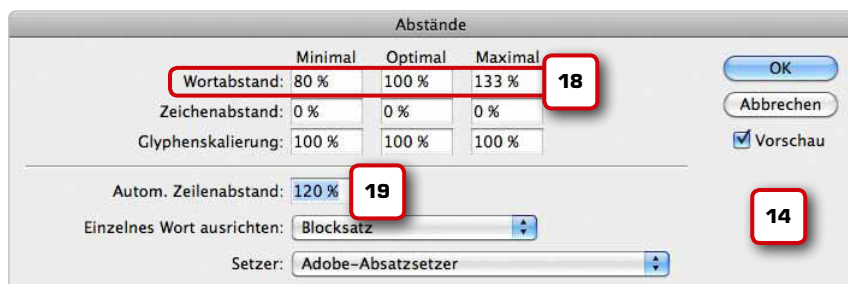 Abstände
Minimal Optimal Maximal
Wortabstand: 80 % 100 % 133 % 18
Zeichenabstand: 0 % 0 % 0 %
Glyphenskalierung: 100 % 100 % 100 %
OK
Abbrechen
Vorschau
Autom. Zeilenabstand: 120 % 19
Einzelnes Wort ausrichten: Blocksatz
14
Setzer: Adobe-Absatzsetzer